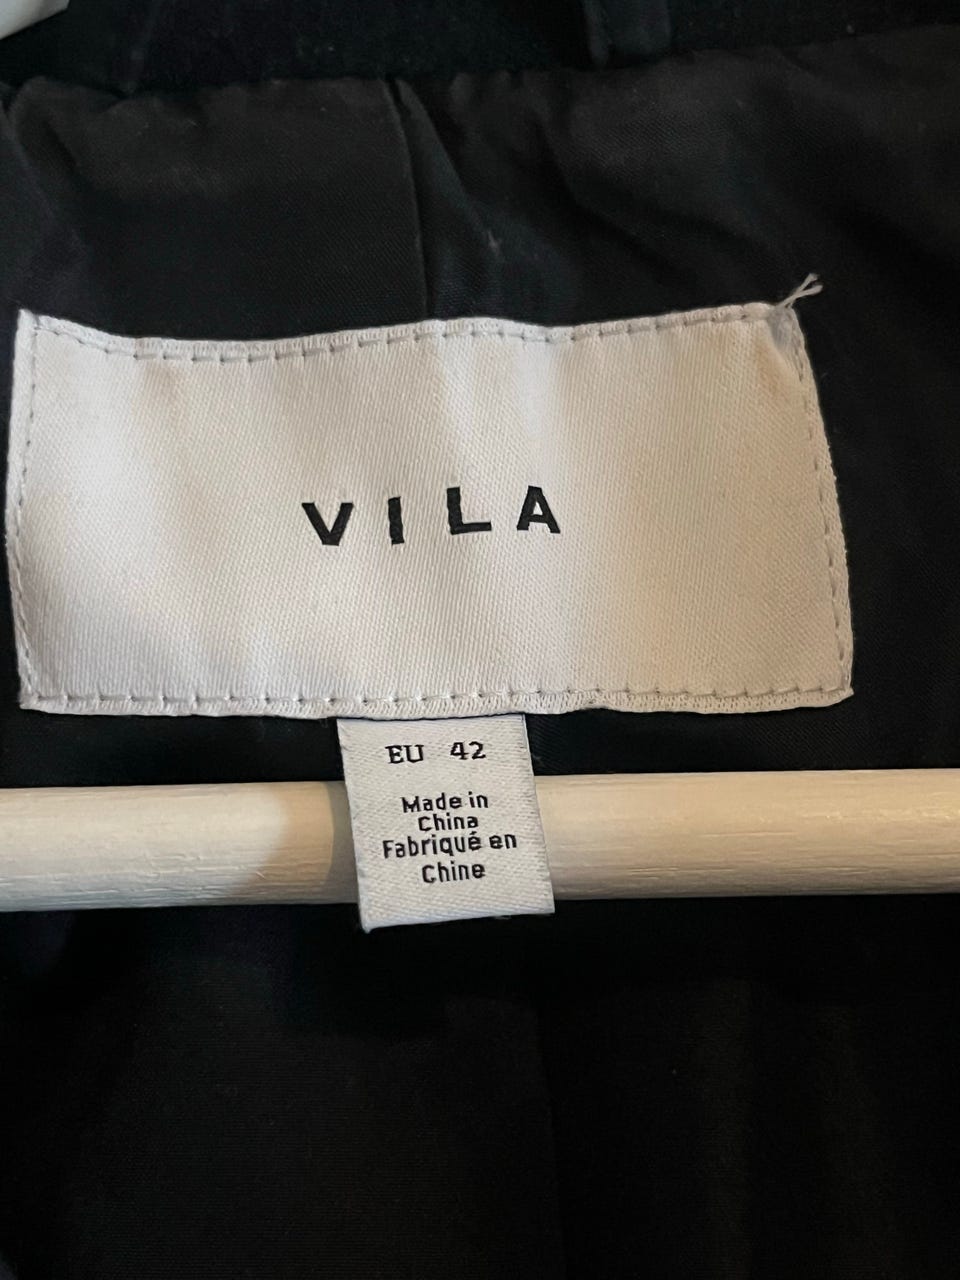 VILA
EU 42
Made in
China
Fabriqué en
Chine